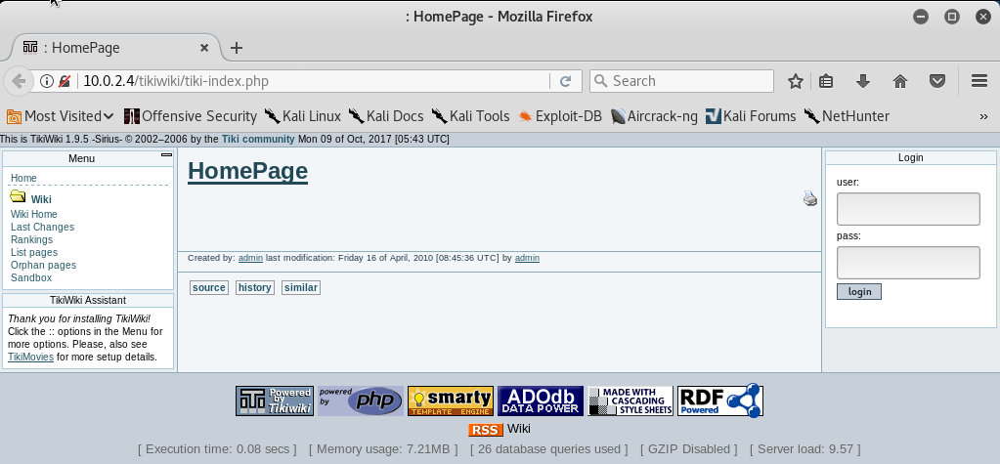 : HomePage - Mozilla Firefox
: HomePage
10.0.2.4/tikiwiki/tiki-index.php
Search
Most Visited Offensive Security Kali Linux Kali Docs Kali Tools Exploit-DB Aircrack-ng Kali Forums NetHunter »
This is TikiWiki 1.9.5 -Sirius- © 2002–2006 by the Tiki community Mon 09 of Oct, 2017 [05:43 UTC]
Menu
Home
Wiki
Wiki Home
Last Changes
Rankings
List pages
Orphan pages
Sandbox
TikiWiki Assistant
Thank you for installing TikiWiki!
Click the :: options in the Menu for
more options. Please, also see
TikiMovies for more setup details.
HomePage
Created by: admin last modification: Friday 16 of April, 2010 [08:45:36 UTC] by admin
source history similar
Login
user:
pass:
login
Powered by Tikiwiki
powered by php
smarty TEMPLATE ENGINE
ADOdb DATA POWER
MADE WITH CASCADING STYLE SHEETS
RDF Powered
RSS Wiki
[ Execution time: 0.08 secs ] [ Memory usage: 7.21MB ] [ 26 database queries used ] [ GZIP Disabled ] [ Server load: 9.57 ]